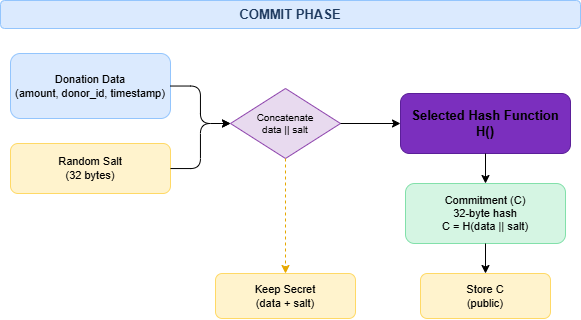 COMMIT PHASE
Donation Data
(amount, donor_id, timestamp)
Random Salt
(32 bytes)
Concatenate
data || salt
Selected Hash Function
H()
Commitment (C)
32-byte hash
C = H(data || salt)
Keep Secret
(data + salt)
Store C
(public)